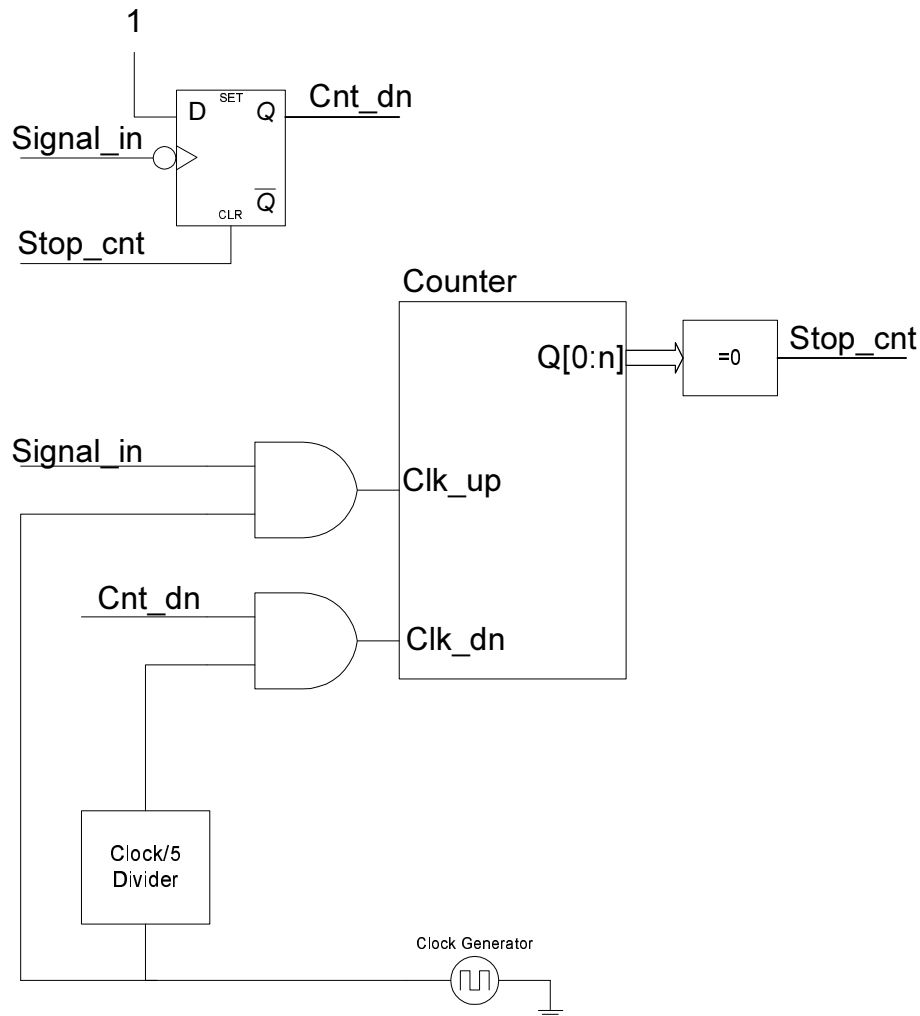 1
SET
D Q
Cnt_dn
Signal_in
Q
CLR
Stop_cnt
Counter
Q[0:n]
=0
Stop_cnt
Signal_in
Clk_up
Cnt_dn
Clk_dn
Clock/5
Divider
Clock Generator